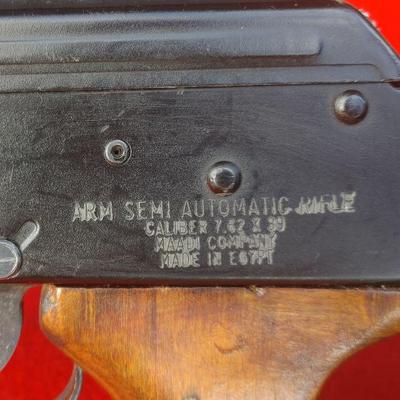 ARM SEMI AUTOMATIC RIFLE
CALIBER 7.62 X 39
MAADI COMPANY
MADE IN EGYPT